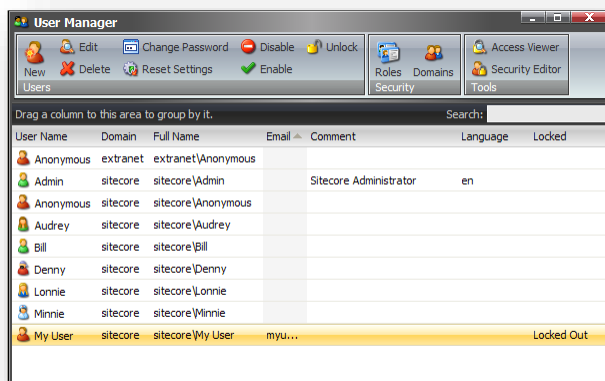 User Manager
Edit Change Password Disable Unlock Access Viewer
New Delete Reset Settings Enable Roles Domains Security Editor
Users Security Tools
Drag a column to this area to group by it. Search:
User Name Domain Full Name Email Comment Language Locked
Anonymous extranet extranet\Anonymous
Admin sitecore sitecore\Admin Sitecore Administrator en
Anonymous sitecore sitecore\Anonymous
Audrey sitecore sitecore\Audrey
Bill sitecore sitecore\Bill
Denny sitecore sitecore\Denny
Lonnie sitecore sitecore\Lonnie
Minnie sitecore sitecore\Minnie
My User sitecore sitecore\My User myu... Locked Out